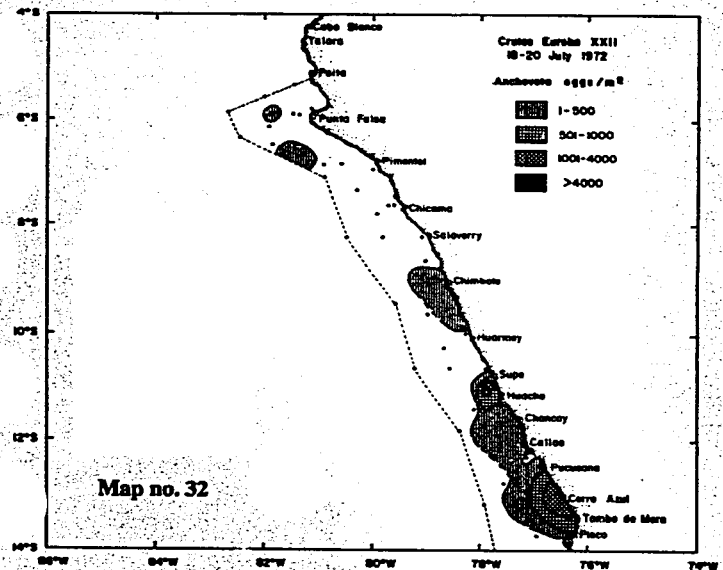 4°S
Cabo Blanco
Talara
Paita
Cruise Eureka XXII
18-20 July 1972
Anchoveta eggs/m²
1-500
501-1000
1001-4000
>4000
6°S
Punta Falsa
Pimentel
Chicama
8°S
Salaverry
Chimbote
10°S
Huarmey
Supe
Huacho
Chancay
12°S
Callao
Pucusana
Map no. 32
Cerro Azul
Tambo de Mora
Pisco
14°S
86°W
84°W
82°W
80°W
78°W
76°W
74°W